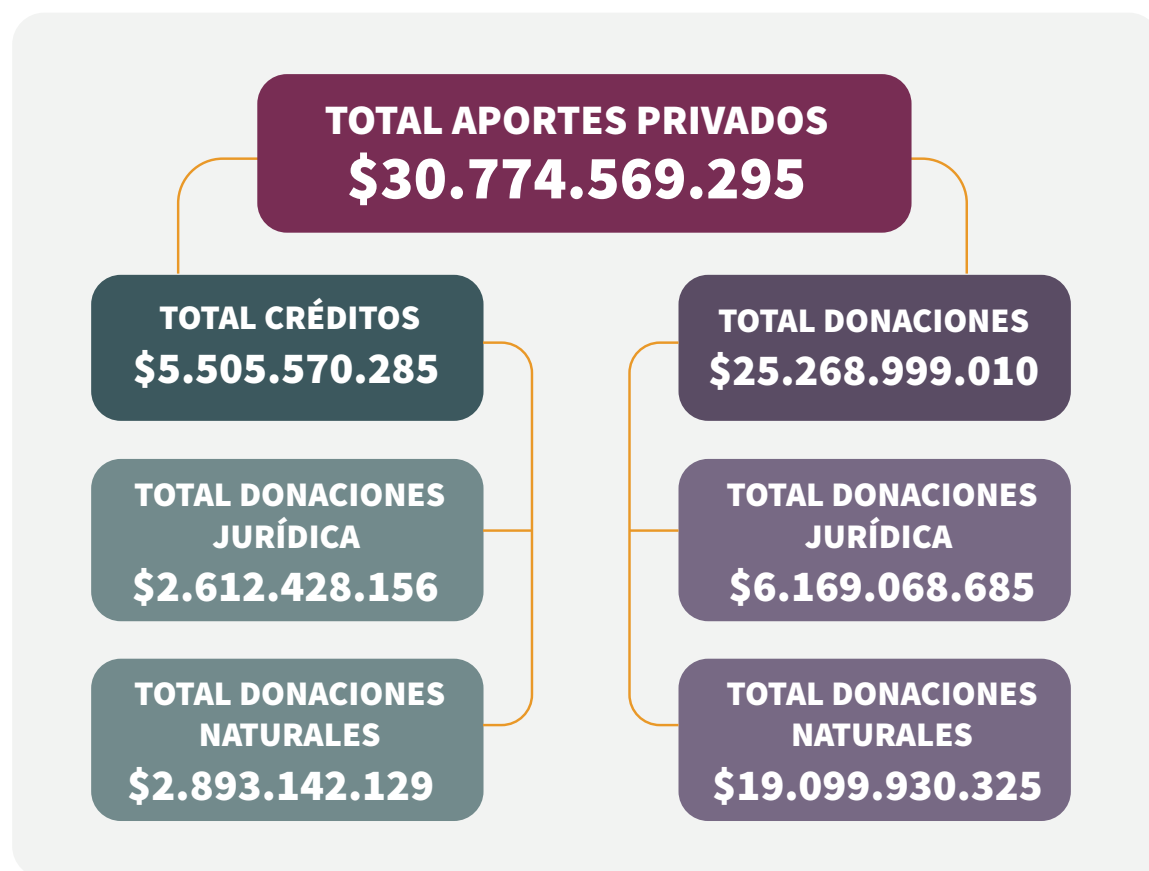 TOTAL APORTES PRIVADOS
$30.774.569.295
TOTAL CRÉDITOS
$5.505.570.285
TOTAL DONACIONES
JURÍDICA
$2.612.428.156
TOTAL DONACIONES
NATURALES
$2.893.142.129
TOTAL DONACIONES
$25.268.999.010
TOTAL DONACIONES
JURÍDICA
$6.169.068.685
TOTAL DONACIONES
NATURALES
$19.099.930.325